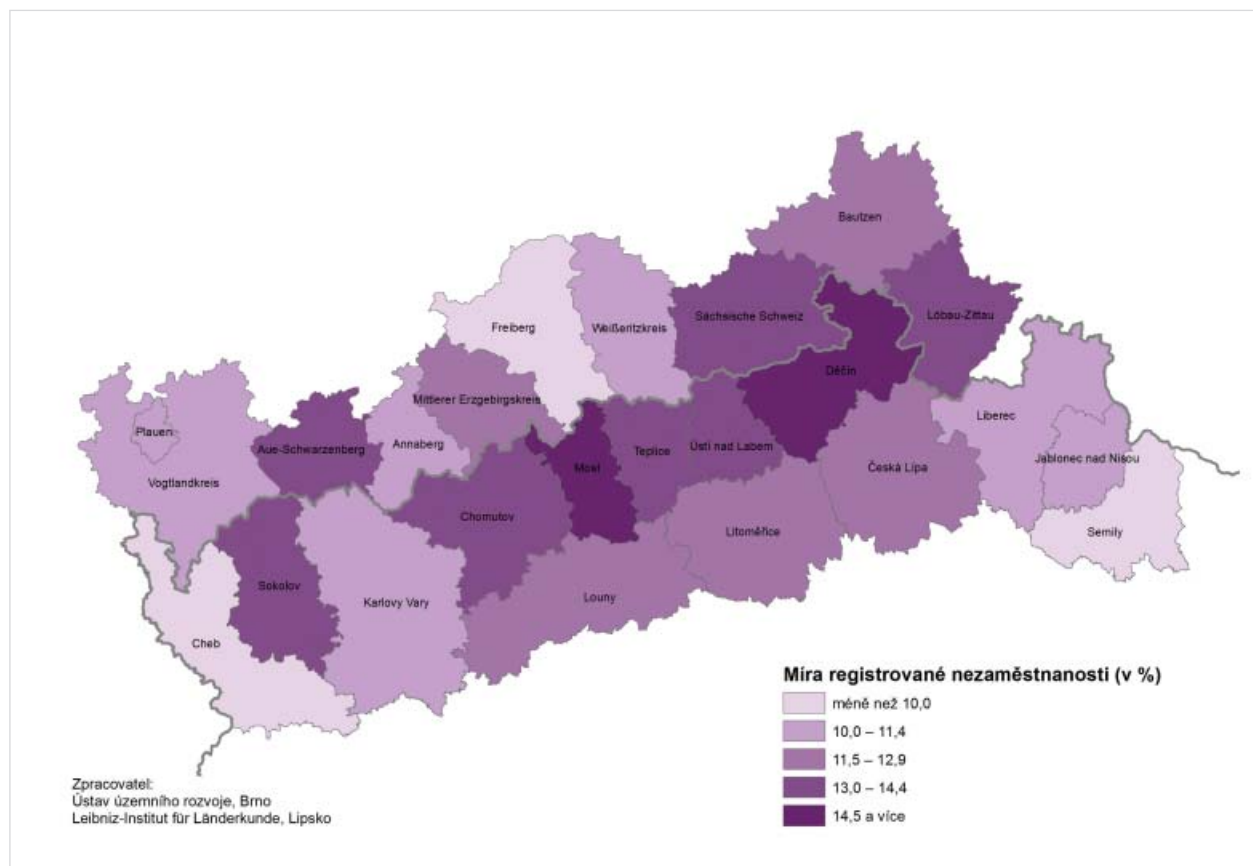 Bautzen
Freiberg
Weißeritzkreis
Sächsische Schweiz
Löbau-Zittau
Děčín
Mittlerer Erzgebirgskreis
Plauen
Annaberg
Aue-Schwarzenberg
Vogtlandkreis
Most
Teplice
Ústí nad Labem
Liberec
Česká Lípa
Jablonec nad Nisou
Chomutov
Litoměřice
Semily
Sokolov
Karlovy Vary
Louny
Cheb
Míra registrované nezaměstnanosti (v %)
méně než 10,0
10,0 – 11,4
11,5 – 12,9
13,0 – 14,4
14,5 a více
Zpracovatel:
Ústav územního rozvoje, Brno
Leibniz-Institut für Länderkunde, Lipsko